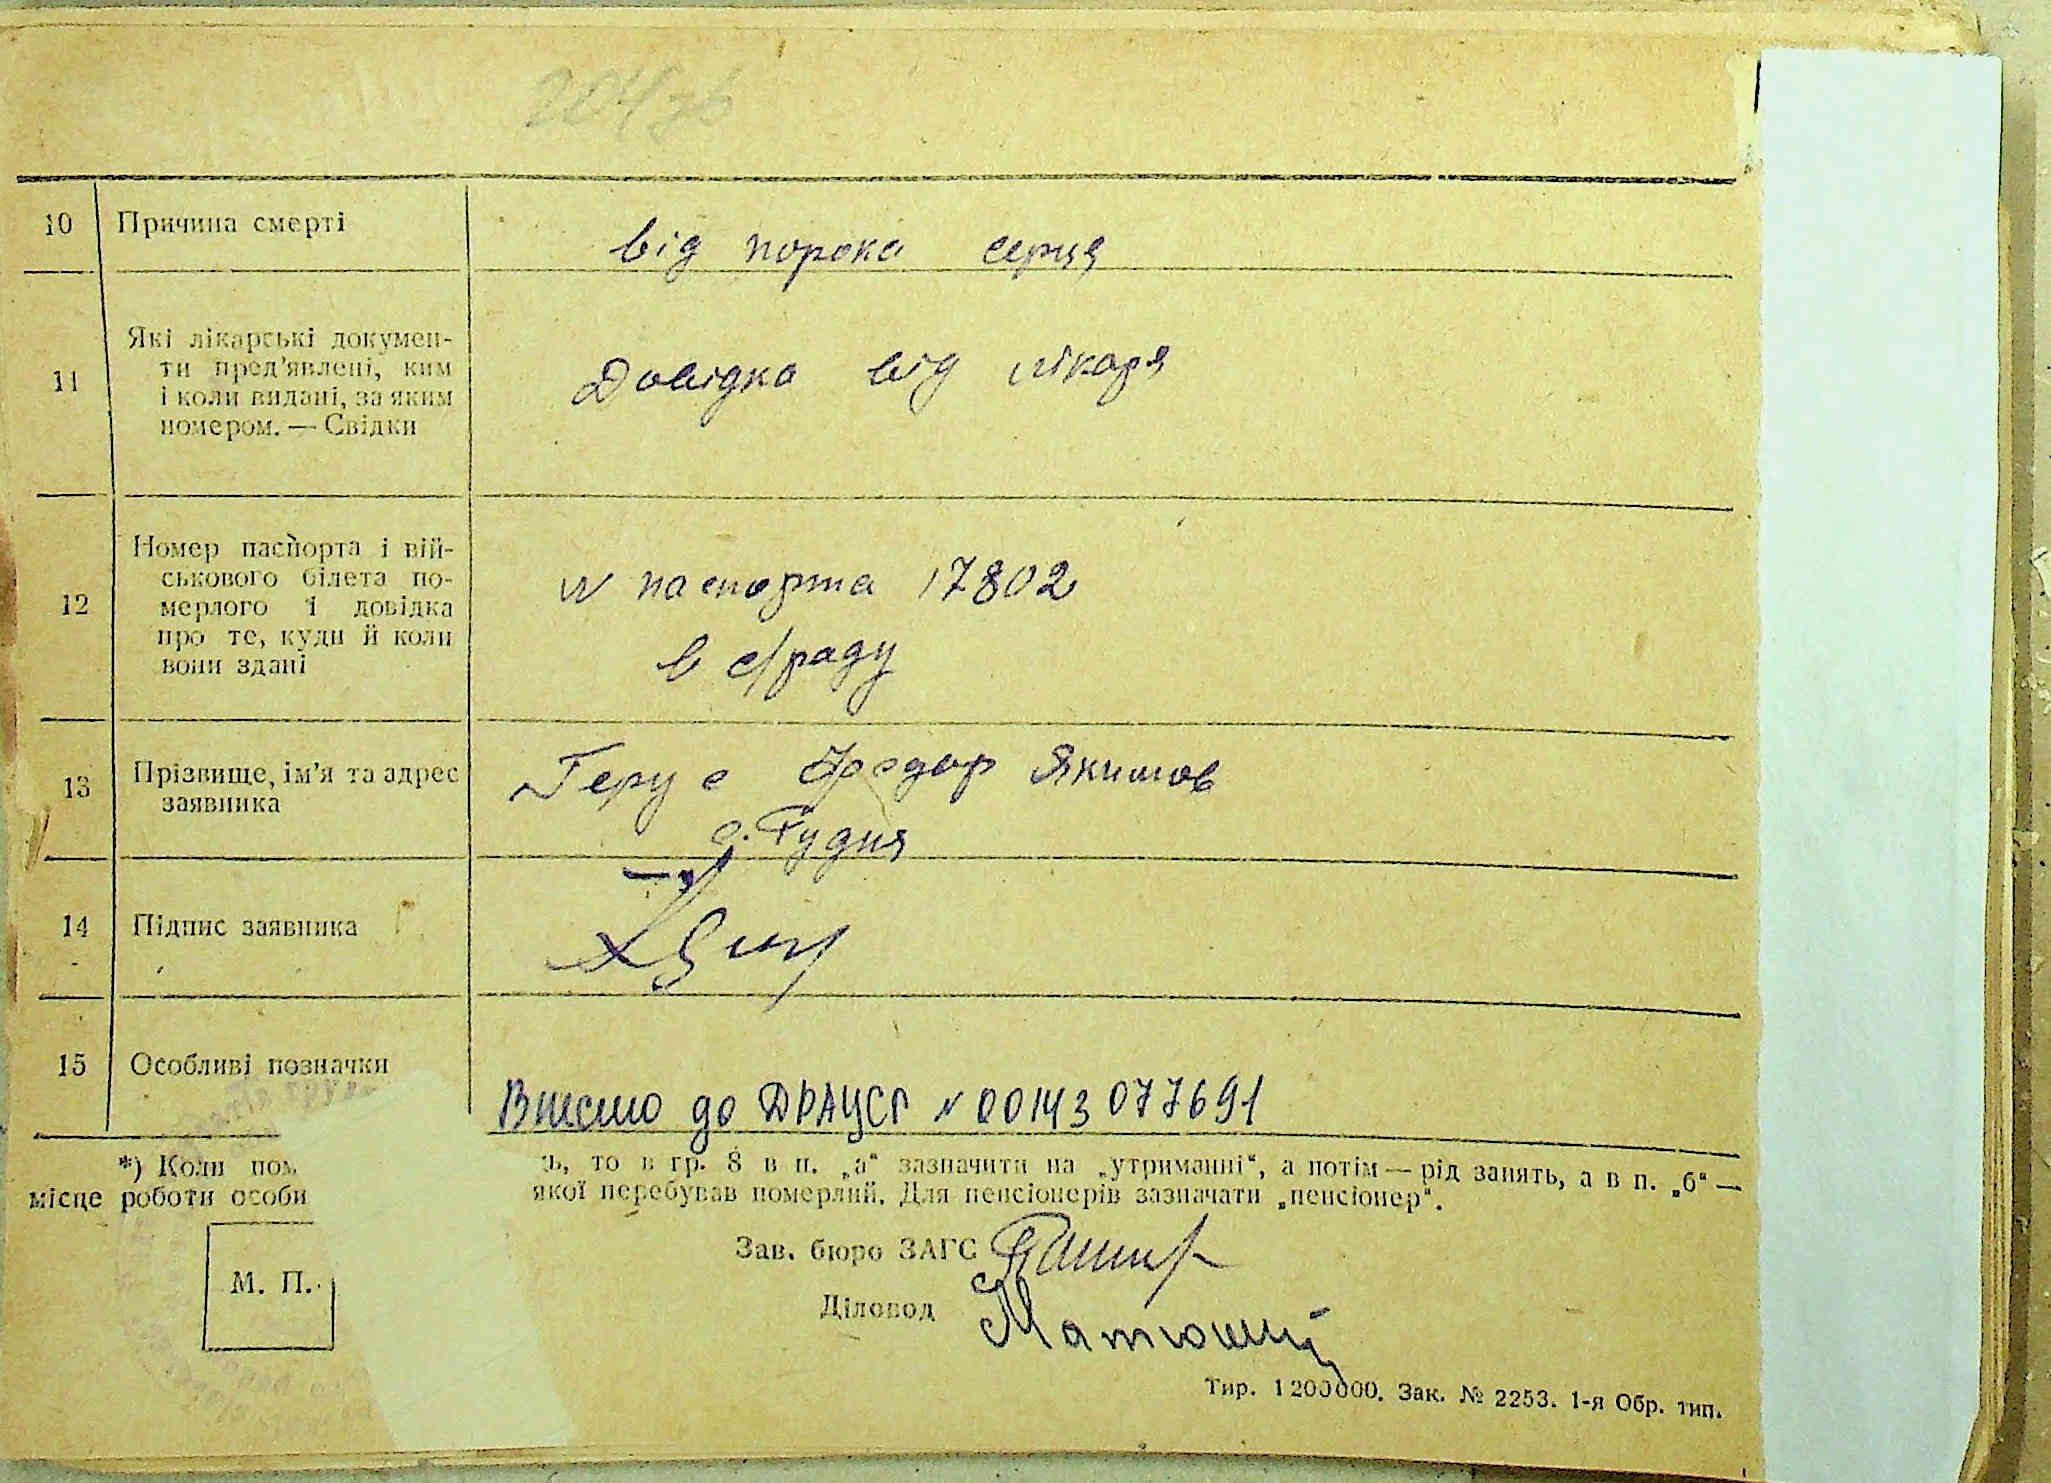 204зв
10 Причина смерті від порока серця
11 Які лікарські докумен-
ти пред'явлені, ким
і коли видані, за яким
номером. — Свідки
Довідка від лікаря
12 Номер паспорта і вій-
ськового білета по-
мерлого і довідка
про те, куди й коли
вони здані
№ паспорта 17802
в с/раду
13 Прізвище, ім'я та адрес
заявника
Федор Якимов
с. Рудня
14 Підпис заявника
15 Особливі позначки
Внесено до ДРАЦСГ № 00143077691
*) Коли пом ь, то в гр. 8 в п. „а“ зазначити на „утриманні“, а потім — рід занять, а в п. „б“ —
місце роботи особи якої перебував померлий. Для пенсіонерів зазначати „пенсіонер“.
Зав. бюро ЗАГС
М. П.
Діловод
Тир. 1200000. Зак. № 2253. 1-я Обр. тип.